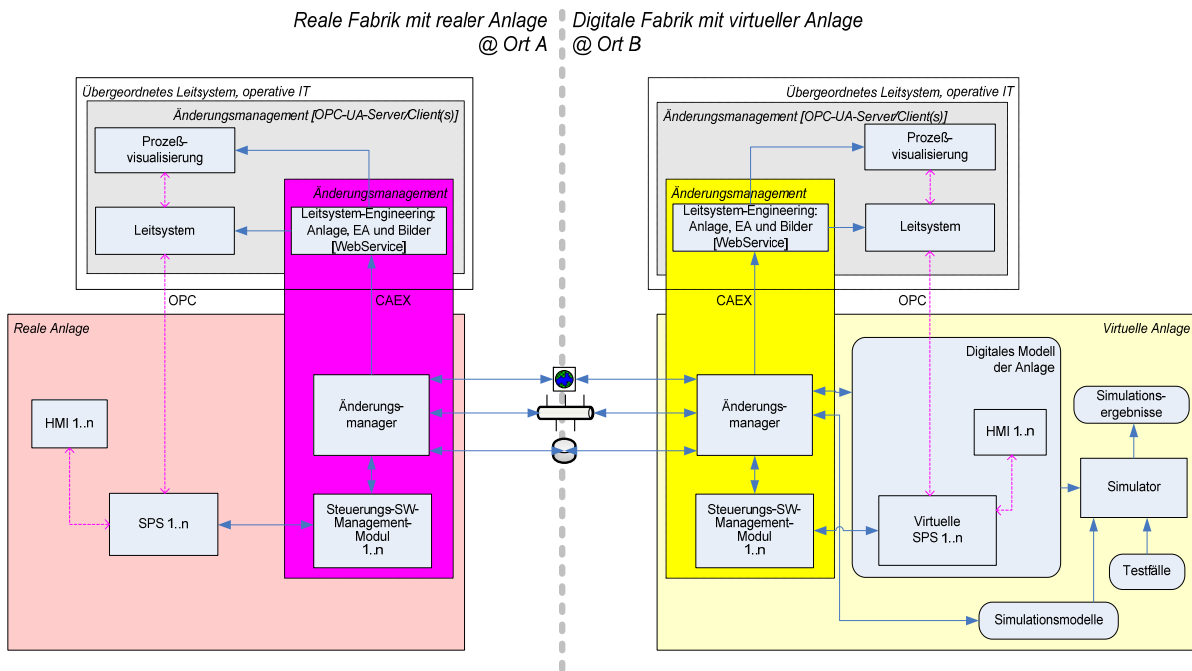 Reale Fabrik mit realer Anlage
@ Ort A
Digitale Fabrik mit virtueller Anlage
@ Ort B
Übergeordnetes Leitsystem, operative IT
Änderungsmanagement [OPC-UA-Server/Client(s)]
Prozeß-
visualisierung
Änderungsmanagement
Leitsystem
Leitsystem-Engineering:
Anlage, EA und Bilder
[WebService]
OPC
CAEX
Reale Anlage
HMI 1..n
Änderungs-
manager
SPS 1..n
Steuerungs-SW-
Management-
Modul
1..n
Übergeordnetes Leitsystem, operative IT
Änderungsmanagement [OPC-UA-Server/Client(s)]
Prozeß-
visualisierung
Änderungsmanagement
Leitsystem-Engineering:
Anlage, EA und Bilder
[WebService]
Leitsystem
CAEX
OPC
Virtuelle Anlage
Digitales Modell
der Anlage
Änderungs-
manager
Simulations-
ergebnisse
HMI 1..n
Simulator
Steuerungs-SW-
Management-
Modul
1..n
Virtuelle
SPS 1..n
Testfälle
Simulationsmodelle